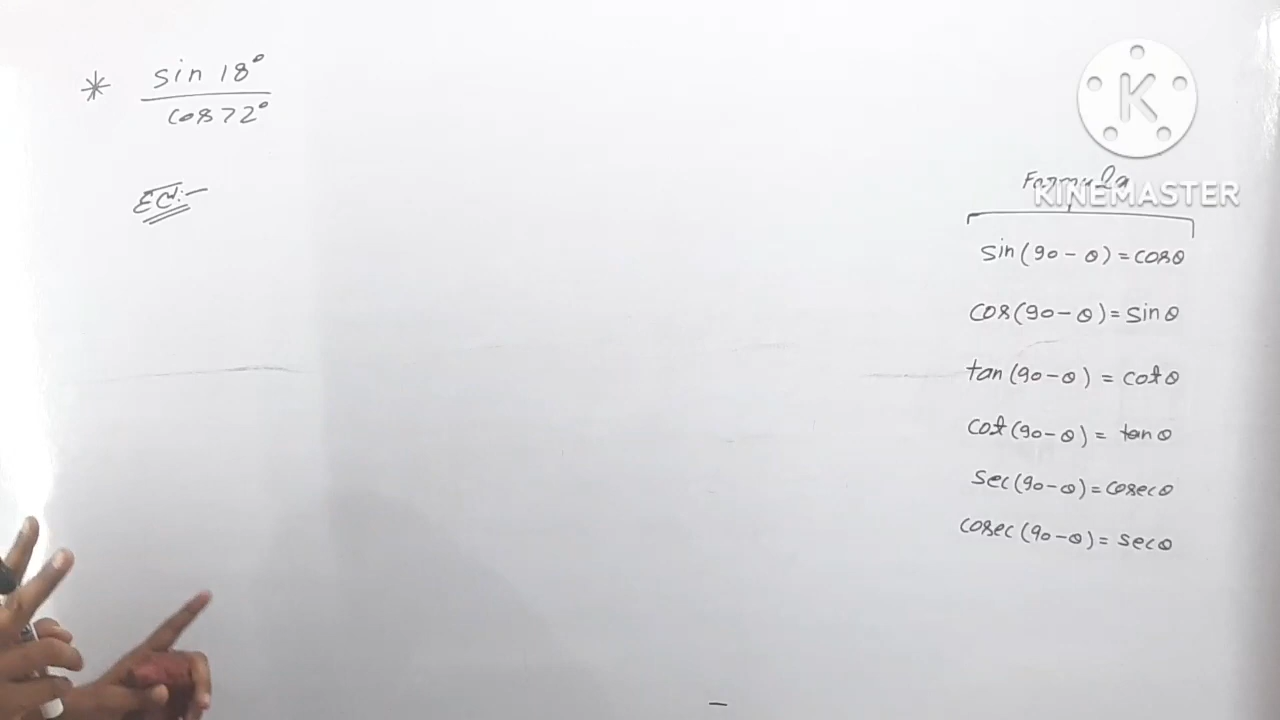 * sin 18°
cos 72°
Formula
KINEMASTER
sin(90-θ)=cosθ
cos(90-θ)=sinθ
tan(90-θ)=cotθ
cot(90-θ)=tanθ
sec(90-θ)=cosecθ
cosec(90-θ)=secθ